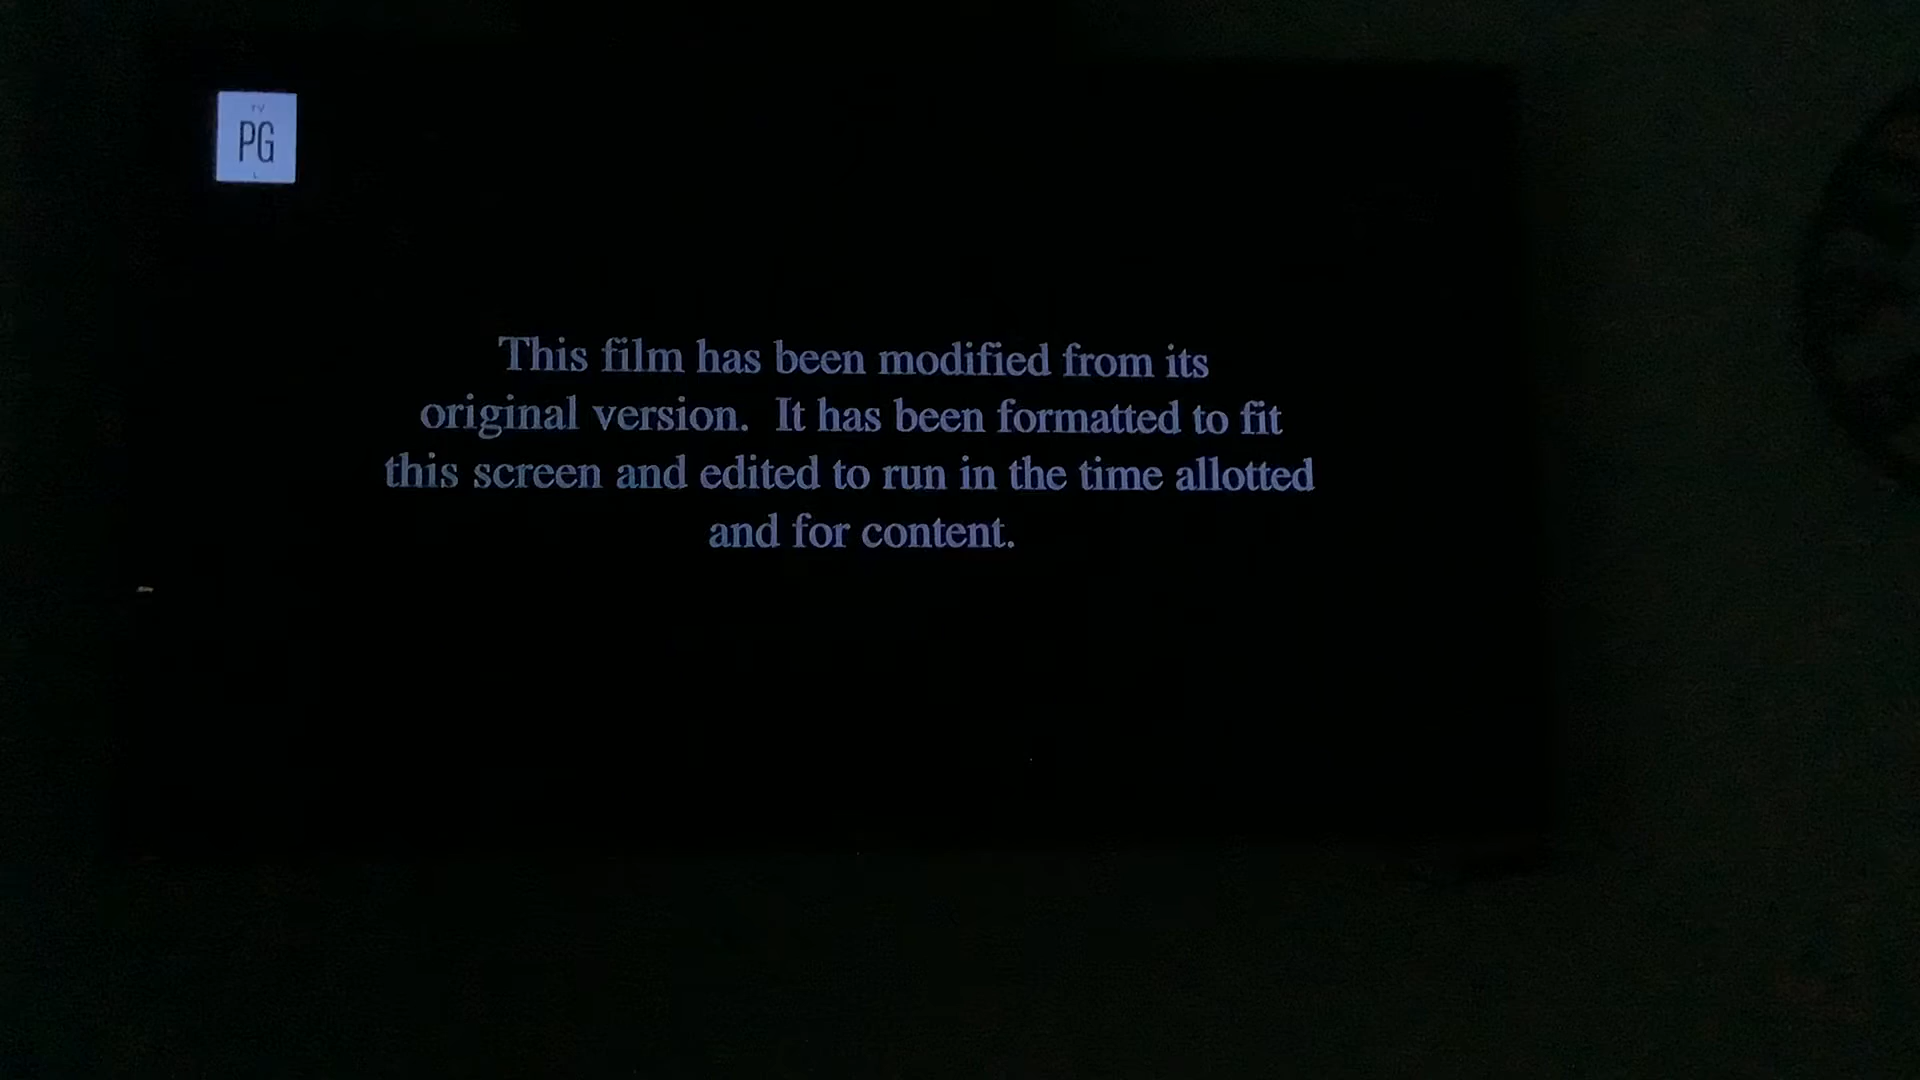 TV
PG
L
This film has been modified from its
original version.  It has been formatted to fit
this screen and edited to run in the time allotted
and for content.